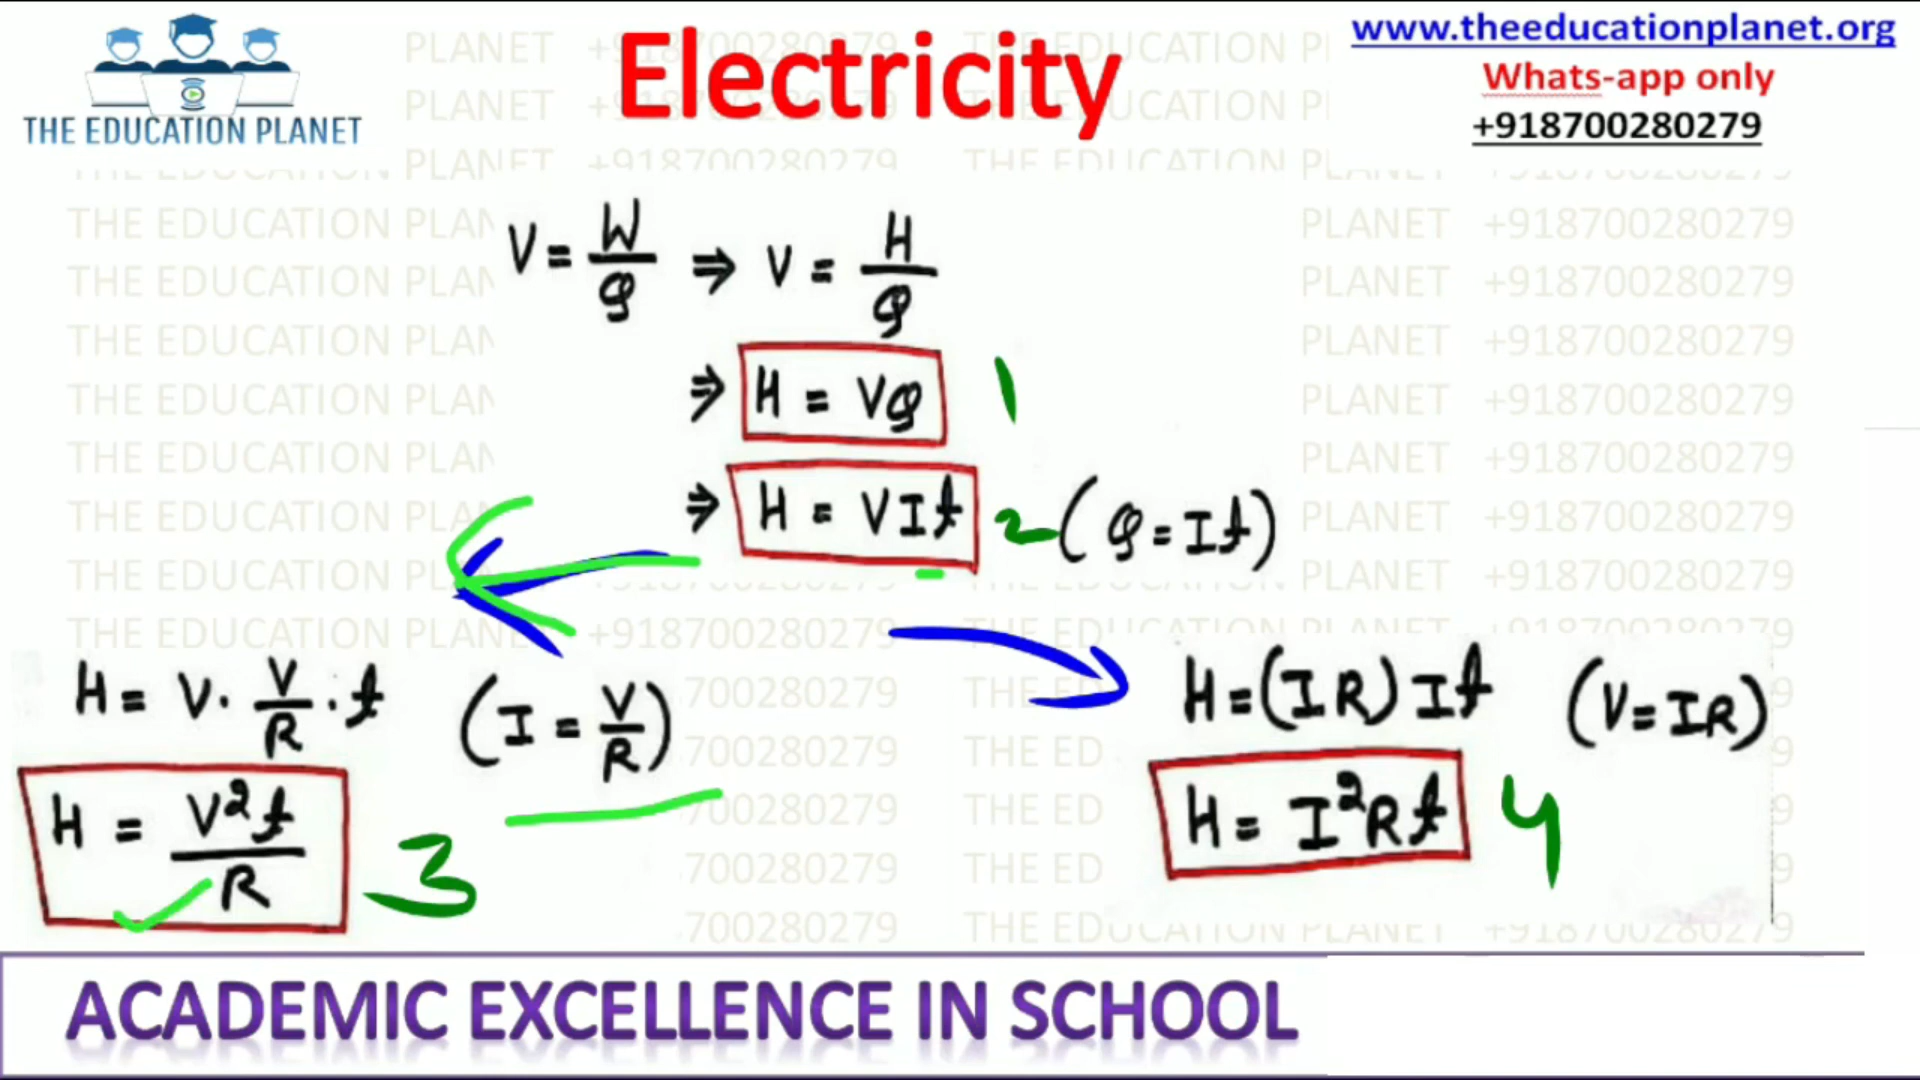 www.theeducationplanet.org
Electricity
Whats-app only
+918700280279
THE EDUCATION PLANET
V = W/Q ⇒ V = H/Q
⇒ H = VQ 1
⇒ H = VIt 2 (Q = It)
H = V · V/R · t (I = V/R)
H = (IR) It (V = IR)
H = V²t/R 3
H = I²Rt 4
ACADEMIC EXCELLENCE IN SCHOOL